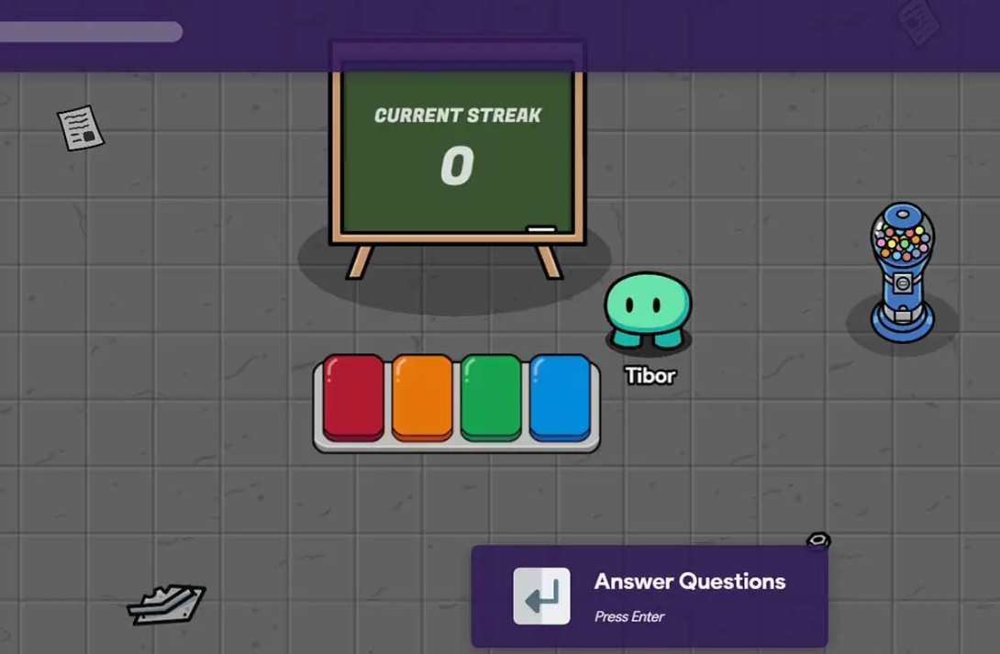 CURRENT STREAK
0
Tibor
Answer Questions
Press Enter